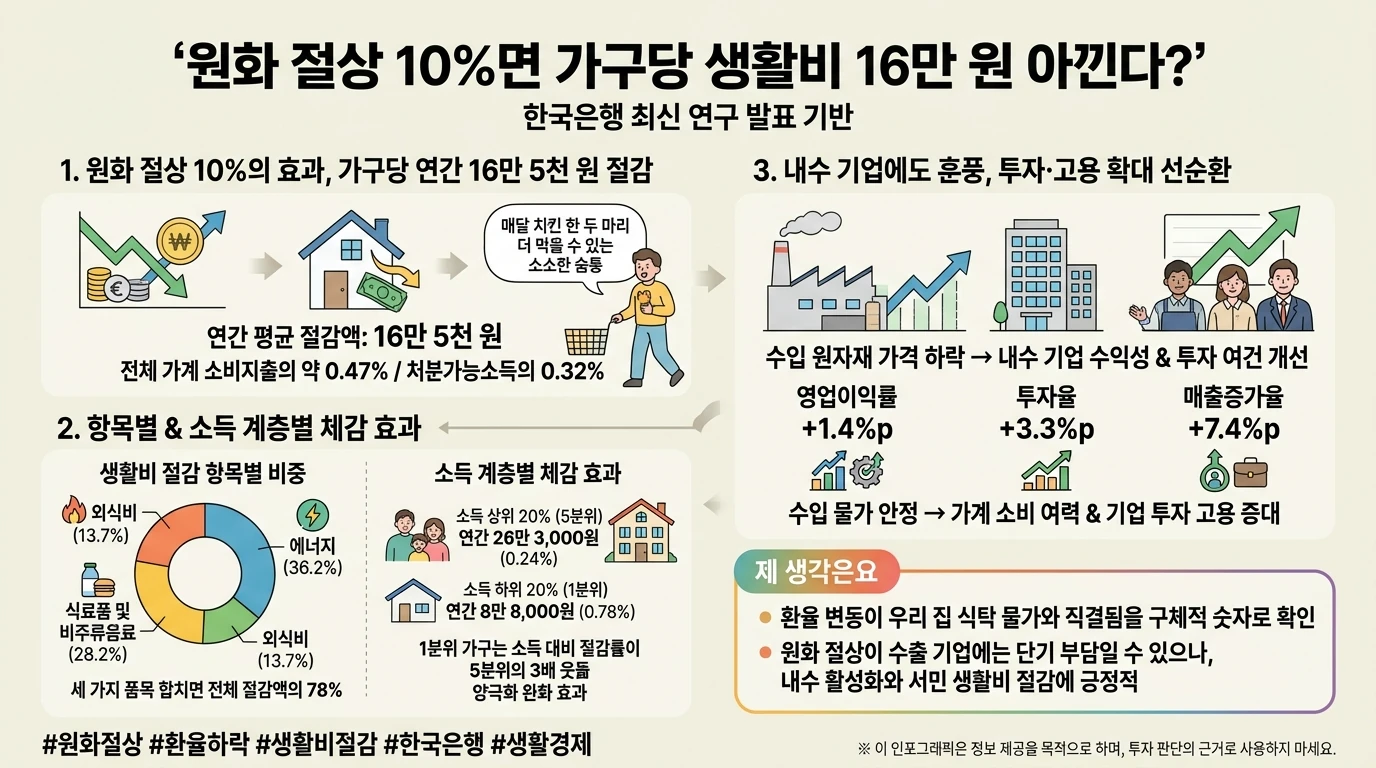 ‘원화 절상 10%면 가구당 생활비 16만 원 아낀다?’
한국은행 최신 연구 발표 기반
1. 원화 절상 10%의 효과, 가구당 연간 16만 5천 원 절감
매달 치킨 한 두 마리
더 먹을 수 있는
소소한 숨통
연간 평균 절감액: 16만 5천 원
전체 가계 소비지출의 약 0.47% / 처분가능소득의 0.32%
2. 항목별 & 소득 계층별 체감 효과
생활비 절감 항목별 비중
외식비
(13.7%)
에너지
(36.2%)
식료품 및
비주류음료
(28.2%)
외식비
(13.7%)
세 가지 품목 합치면 전체 절감액의 78%
소득 계층별 체감 효과
소득 상위 20% (5분위)
연간 26만 3,000원
(0.24%)
소득 하위 20% (1분위)
연간 8만 8,000원 (0.78%)
1분위 가구는 소득 대비 절감률이
5분위의 3배 웃돎
양극화 완화 효과
3. 내수 기업에도 훈풍, 투자·고용 확대 선순환
수입 원자재 가격 하락 → 내수 기업 수익성 & 투자 여건 개선
영업이익률
+1.4%p
투자율
+3.3%p
매출증가율
+7.4%p
수입 물가 안정 → 가계 소비 여력 & 기업 투자 고용 증대
제 생각은요
환율 변동이 우리 집 식탁 물가와 직결됨을 구체적 숫자로 확인
원화 절상이 수출 기업에는 단기 부담일 수 있으나,
내수 활성화와 서민 생활비 절감에 긍정적
#원화절상 #환율하락 #생활비절감 #한국은행 #생활경제
※ 이 인포그래픽은 정보 제공을 목적으로 하며, 투자 판단의 근거로 사용하지 마세요.